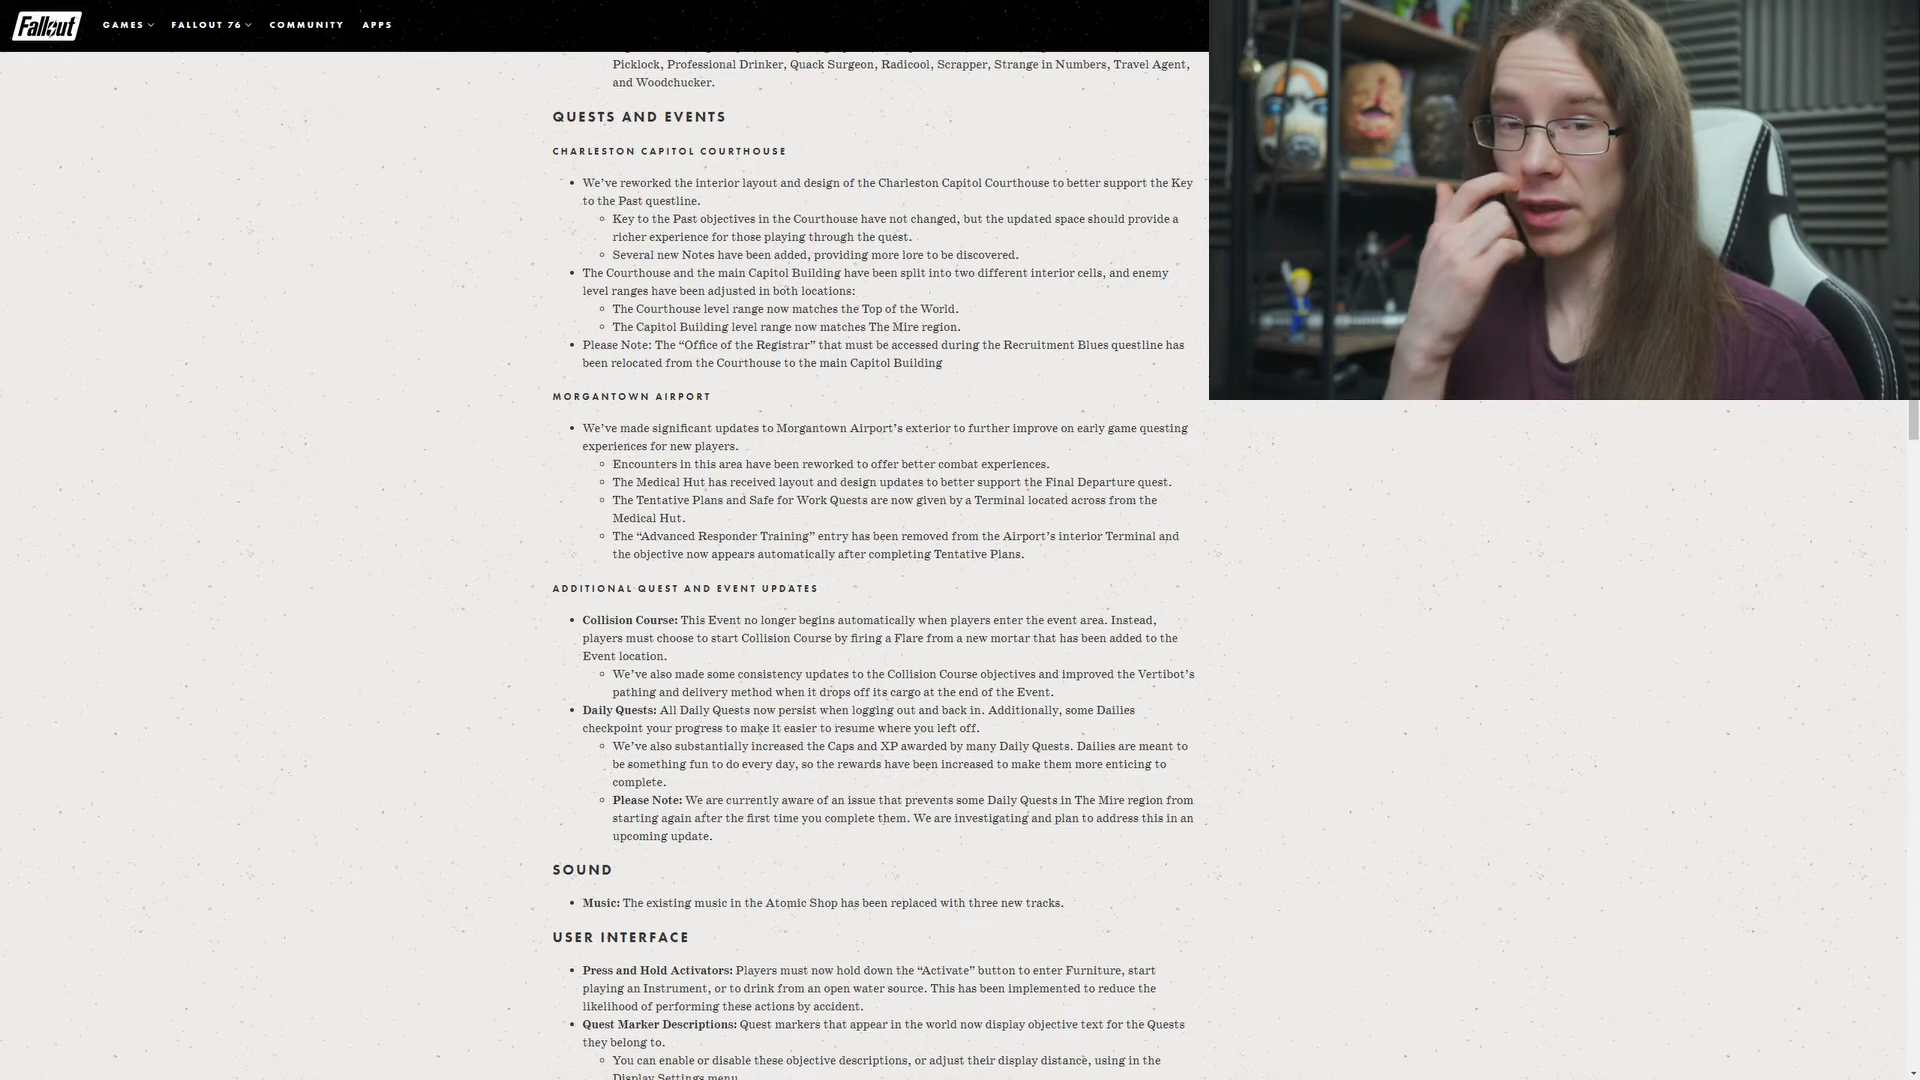 Fallout GAMES FALLOUT 76 COMMUNITY APPS
Picklock, Professional Drinker, Quack Surgeon, Radicool, Scrapper, Strange in Numbers, Travel Agent,
and Woodchucker.
QUESTS AND EVENTS
CHARLESTON CAPITOL COURTHOUSE
• We’ve reworked the interior layout and design of the Charleston Capitol Courthouse to better support the Key
to the Past questline.
◦ Key to the Past objectives in the Courthouse have not changed, but the updated space should provide a
richer experience for those playing through the quest.
◦ Several new Notes have been added, providing more lore to be discovered.
• The Courthouse and the main Capitol Building have been split into two different interior cells, and enemy
level ranges have been adjusted in both locations:
◦ The Courthouse level range now matches the Top of the World.
◦ The Capitol Building level range now matches The Mire region.
• Please Note: The “Office of the Registrar” that must be accessed during the Recruitment Blues questline has
been relocated from the Courthouse to the main Capitol Building
MORGANTOWN AIRPORT
• We’ve made significant updates to Morgantown Airport’s exterior to further improve on early game questing
experiences for new players.
◦ Encounters in this area have been reworked to offer better combat experiences.
◦ The Medical Hut has received layout and design updates to better support the Final Departure quest.
◦ The Tentative Plans and Safe for Work Quests are now given by a Terminal located across from the
Medical Hut.
◦ The “Advanced Responder Training” entry has been removed from the Airport’s interior Terminal and
the objective now appears automatically after completing Tentative Plans.
ADDITIONAL QUEST AND EVENT UPDATES
• Collision Course: This Event no longer begins automatically when players enter the event area. Instead,
players must choose to start Collision Course by firing a Flare from a new mortar that has been added to the
Event location.
◦ We’ve also made some consistency updates to the Collision Course objectives and improved the Vertibot’s
pathing and delivery method when it drops off its cargo at the end of the Event.
• Daily Quests: All Daily Quests now persist when logging out and back in. Additionally, some Dailies
checkpoint your progress to make it easier to resume where you left off.
◦ We’ve also substantially increased the Caps and XP awarded by many Daily Quests. Dailies are meant to
be something fun to do every day, so the rewards have been increased to make them more enticing to
complete.
◦ Please Note: We are currently aware of an issue that prevents some Daily Quests in The Mire region from
starting again after the first time you complete them. We are investigating and plan to address this in an
upcoming update.
SOUND
• Music: The existing music in the Atomic Shop has been replaced with three new tracks.
USER INTERFACE
• Press and Hold Activators: Players must now hold down the “Activate” button to enter Furniture, start
playing an Instrument, or to drink from an open water source. This has been implemented to reduce the
likelihood of performing these actions by accident.
• Quest Marker Descriptions: Quest markers that appear in the world now display objective text for the Quests
they belong to.
◦ You can enable or disable these objective descriptions, or adjust their display distance, using in the
Display Settings menu.